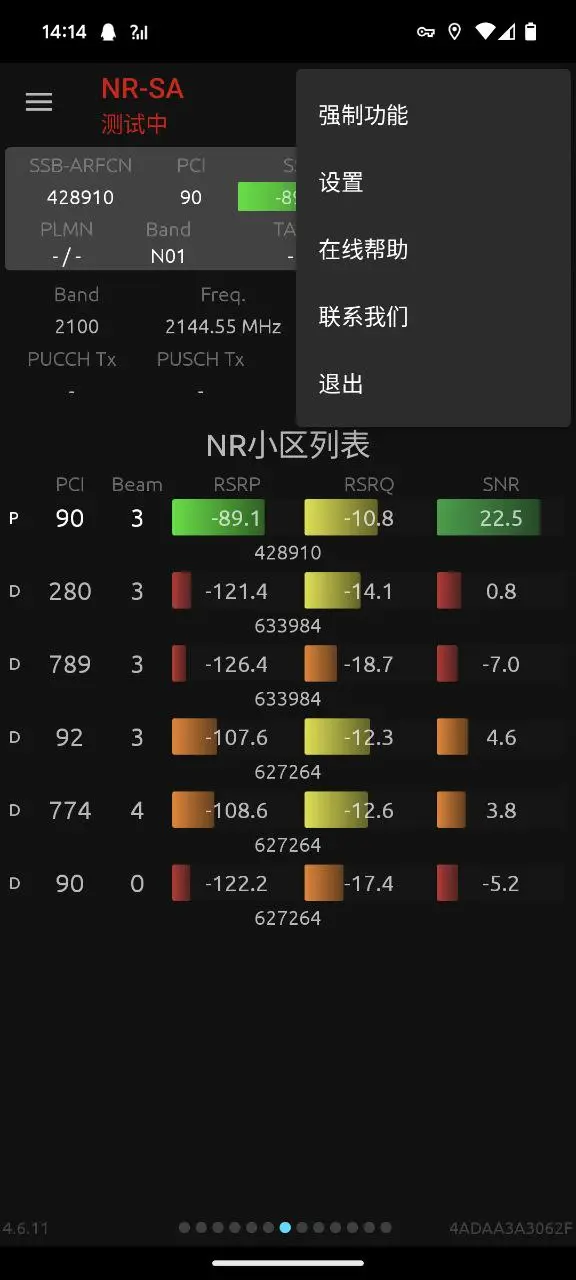 14:14
NR-SA
测试中
强制功能
设置
在线帮助
联系我们
退出
SSB-ARFCN PCI
428910 90
PLMN Band
- / - N01 -
Band Freq.
2100 2144.55 MHz
PUCCH Tx PUSCH Tx
- -
NR小区列表
PCI Beam RSRP RSRQ SNR
P 90 3 -89.1 -10.8 22.5
428910
D 280 3 -121.4 -14.1 0.8
633984
D 789 3 -126.4 -18.7 -7.0
633984
D 92 3 -107.6 -12.3 4.6
627264
D 774 4 -108.6 -12.6 3.8
627264
D 90 0 -122.2 -17.4 -5.2
627264
4.6.11 4ADAA3A3062F